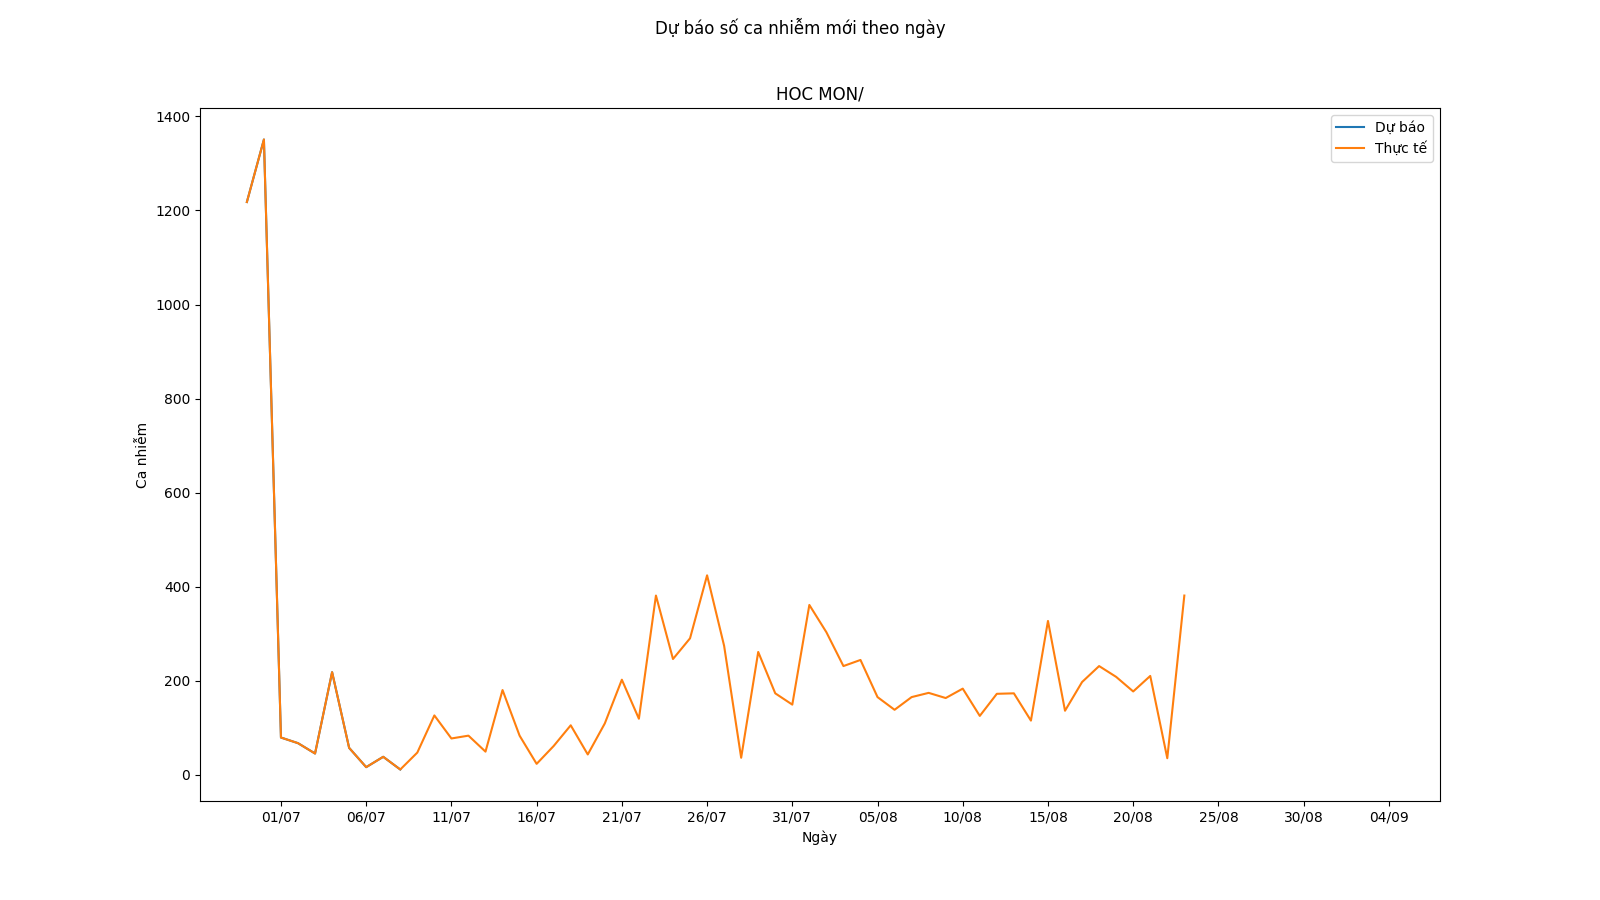 Dự báo số ca nhiễm mới theo ngày
HOC MON/
Dự báo
Thực tế
1400
1200
1000
800
600
400
200
0
Ca nhiễm
01/07 06/07 11/07 16/07 21/07 26/07 31/07 05/08 10/08 15/08 20/08 25/08 30/08 04/09
Ngày